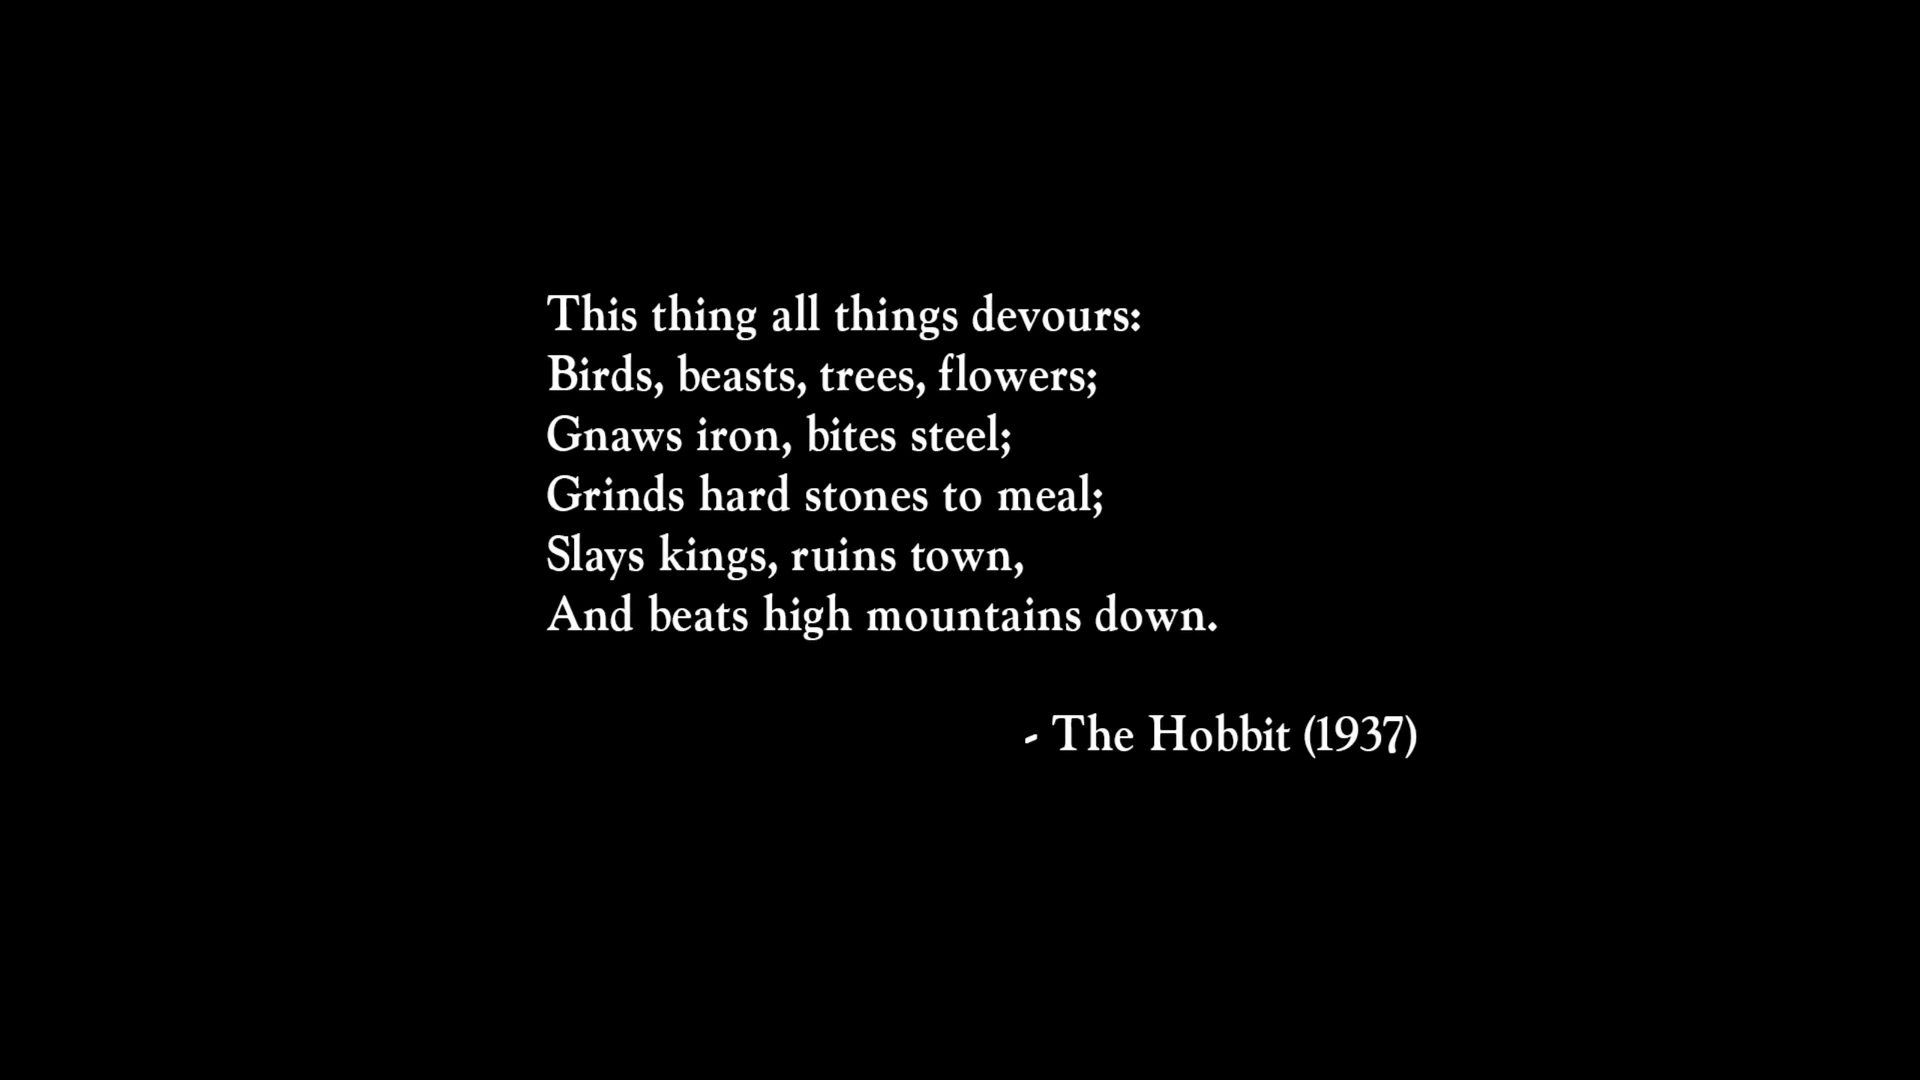 This thing all things devours:
Birds, beasts, trees, flowers;
Gnaws iron, bites steel;
Grinds hard stones to meal;
Slays kings, ruins town,
And beats high mountains down.
- The Hobbit (1937)